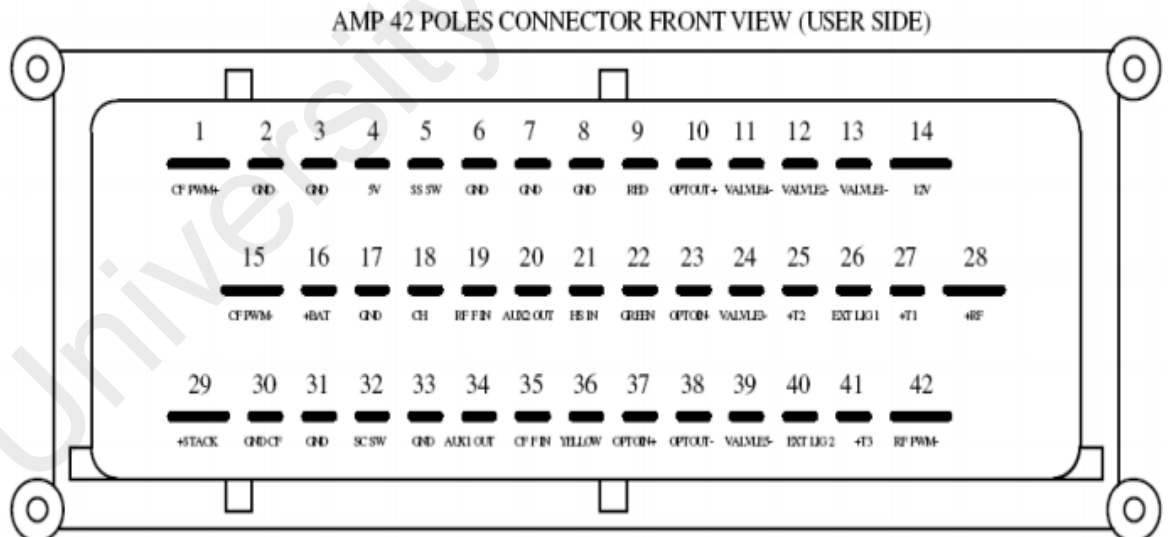 AMP 42 POLES CONNECTOR FRONT VIEW (USER SIDE)
1 2 3 4 5 6 7 8 9 10 11 12 13 14
CF PWM+ GND GND 5V SS SW GND GND GND RED OPTOUT+ VALVLE4- VALVLE2- VALVLE1- 12V
15 16 17 18 19 20 21 22 23 24 25 26 27 28
CF PWM- +BAT GND CH RF F IN AUX2 OUT HS IN GREEN OPTOIN- VALVLE3- +T2 EXT LIG 1 +T1 +RF
29 30 31 32 33 34 35 36 37 38 39 40 41 42
+STACK GND CF GND SC SW GND AUX1 OUT CF F IN YELLOW OPTOIN+ OPTOUT- VALVLE5- EXT LIG 2 +T3 RF PWM-
University